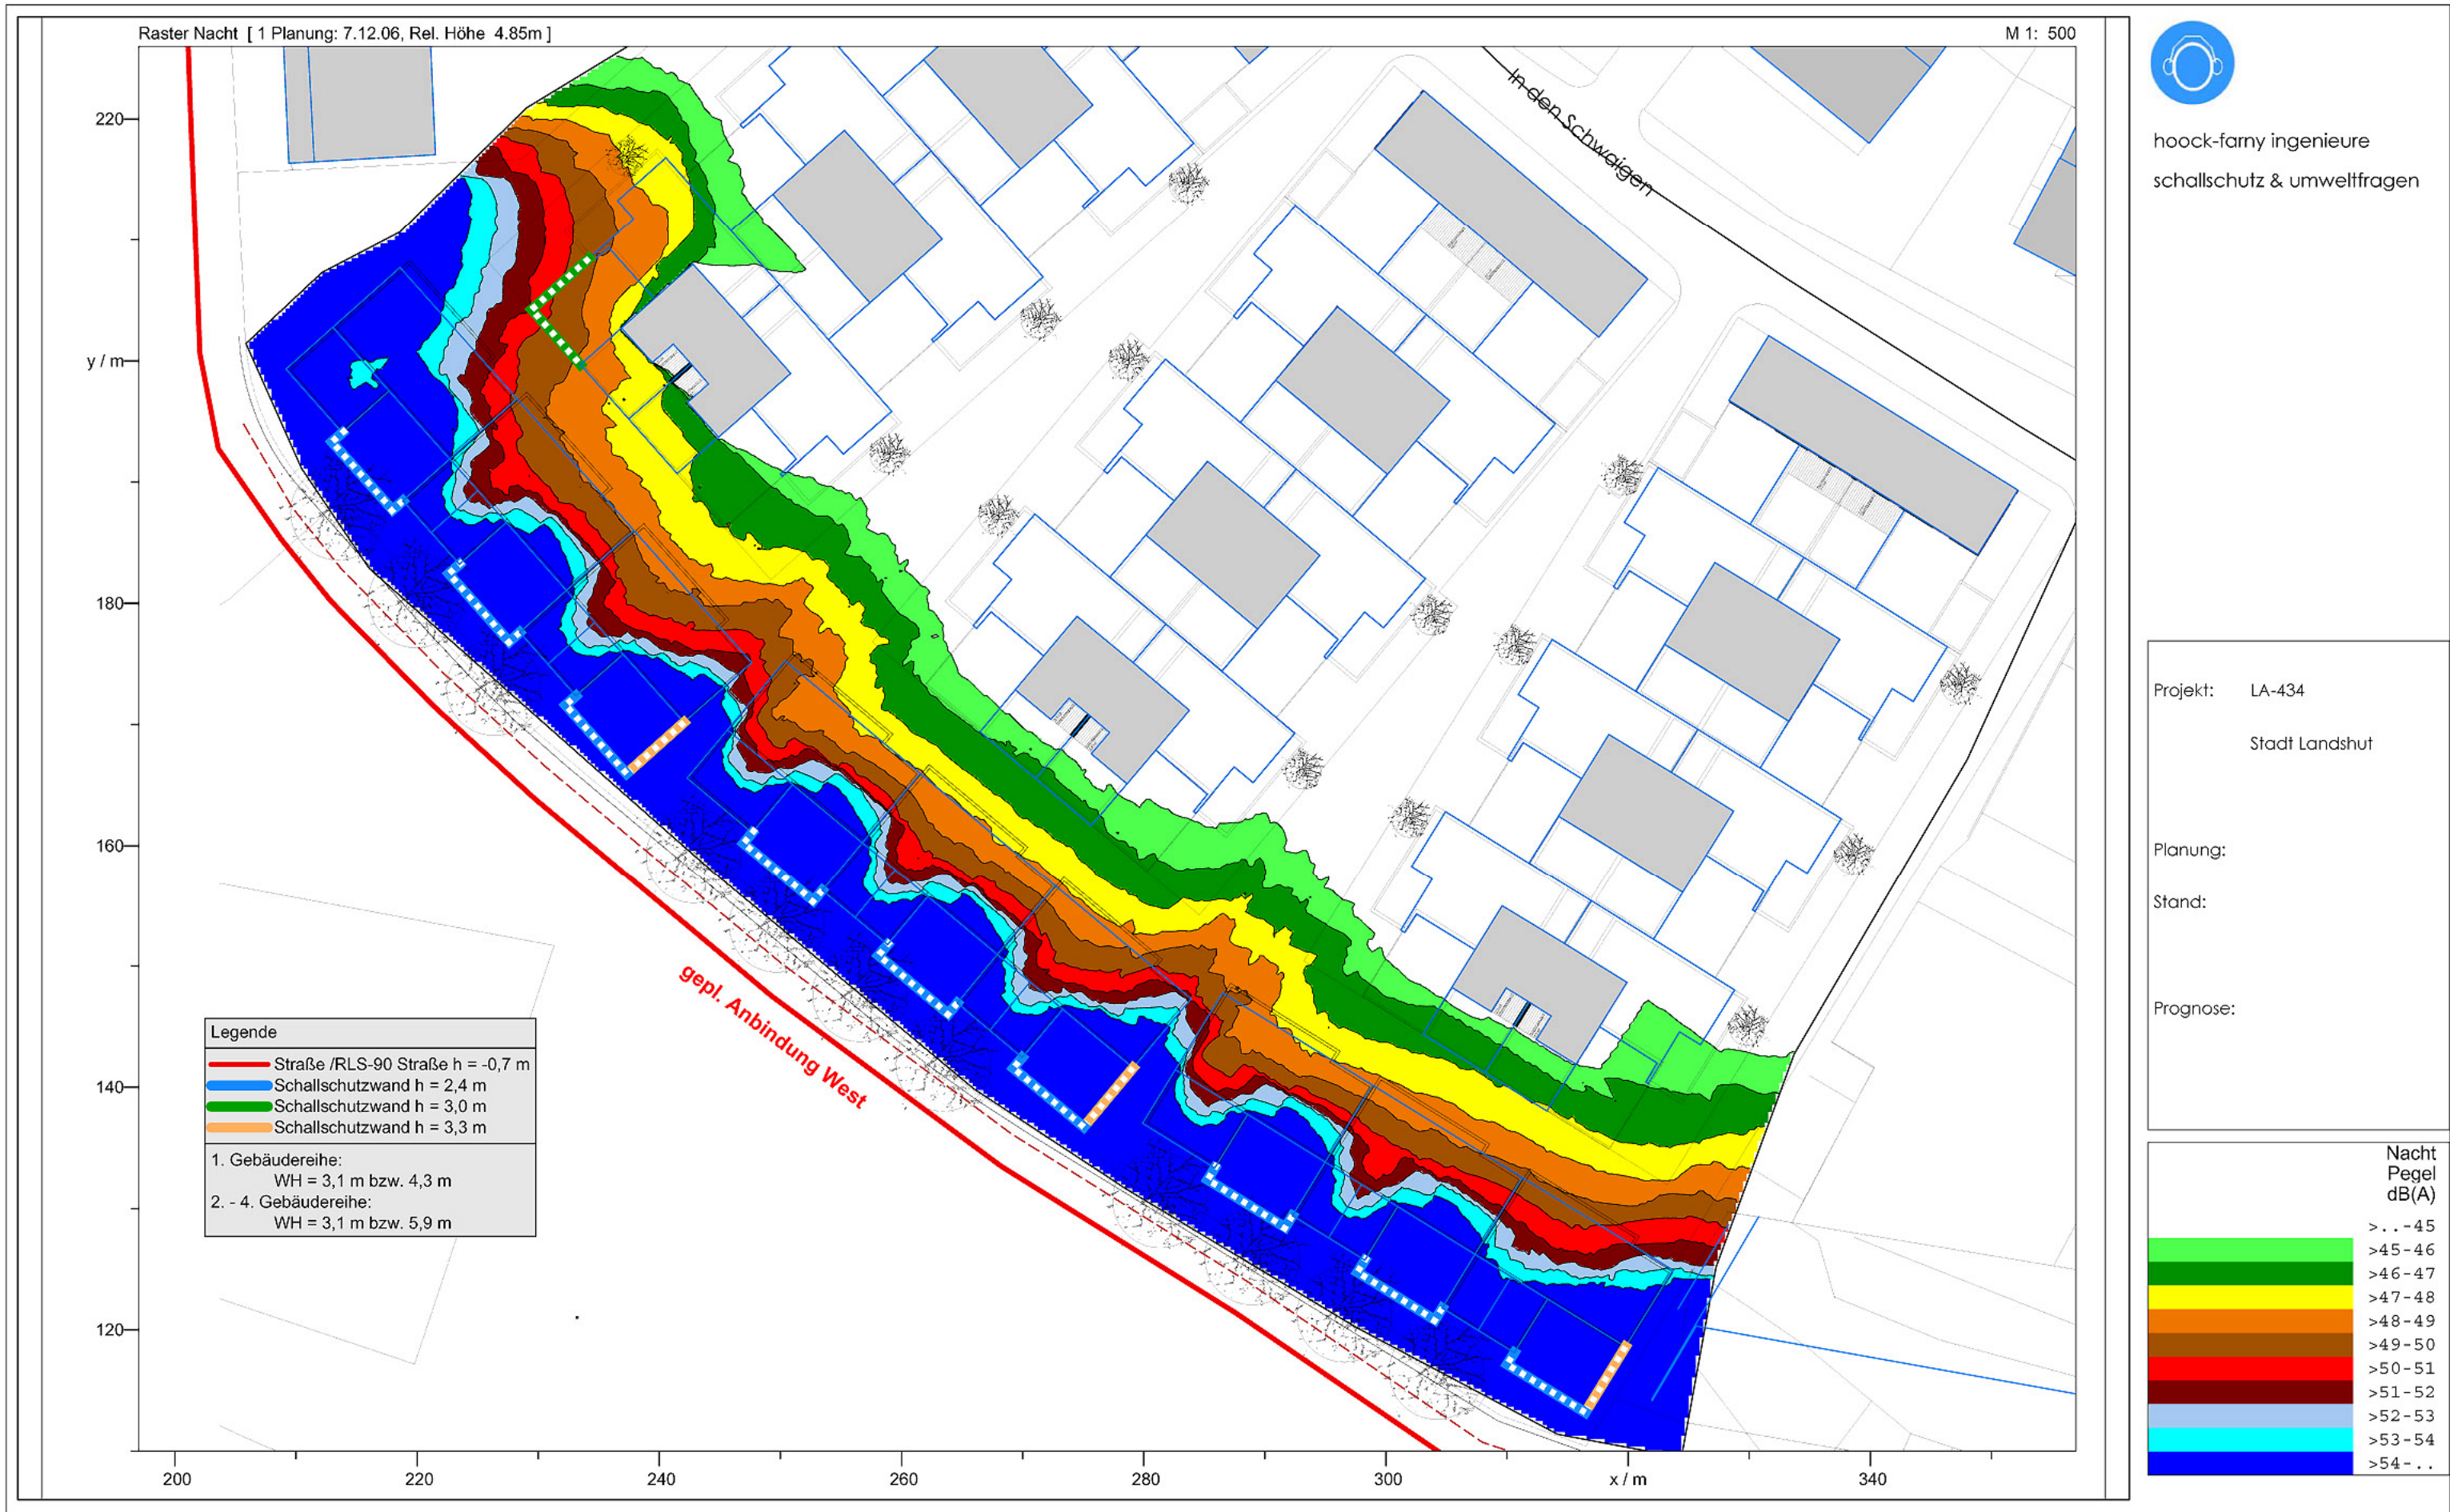 Raster Nacht [ 1 Planung: 7.12.06, Rel. Höhe 4.85m ]
M 1: 500
hoock-farny ingenieure
schallschutz & umweltfragen
In den Schwaigen
220
y / m
180
160
140
120
gepl. Anbindung West
Legende
Straße /RLS-90 Straße h = -0,7 m
Schallschutzwand h = 2,4 m
Schallschutzwand h = 3,0 m
Schallschutzwand h = 3,3 m
1. Gebäudereihe:
WH = 3,1 m bzw. 4,3 m
2. - 4. Gebäudereihe:
WH = 3,1 m bzw. 5,9 m
200
220
240
260
280
300
x / m
340
Projekt: LA-434
Stadt Landshut
Planung:
Stand:
Prognose:
Nacht
Pegel
dB(A)
>..-45
>45-46
>46-47
>47-48
>48-49
>49-50
>50-51
>51-52
>52-53
>53-54
>54-..